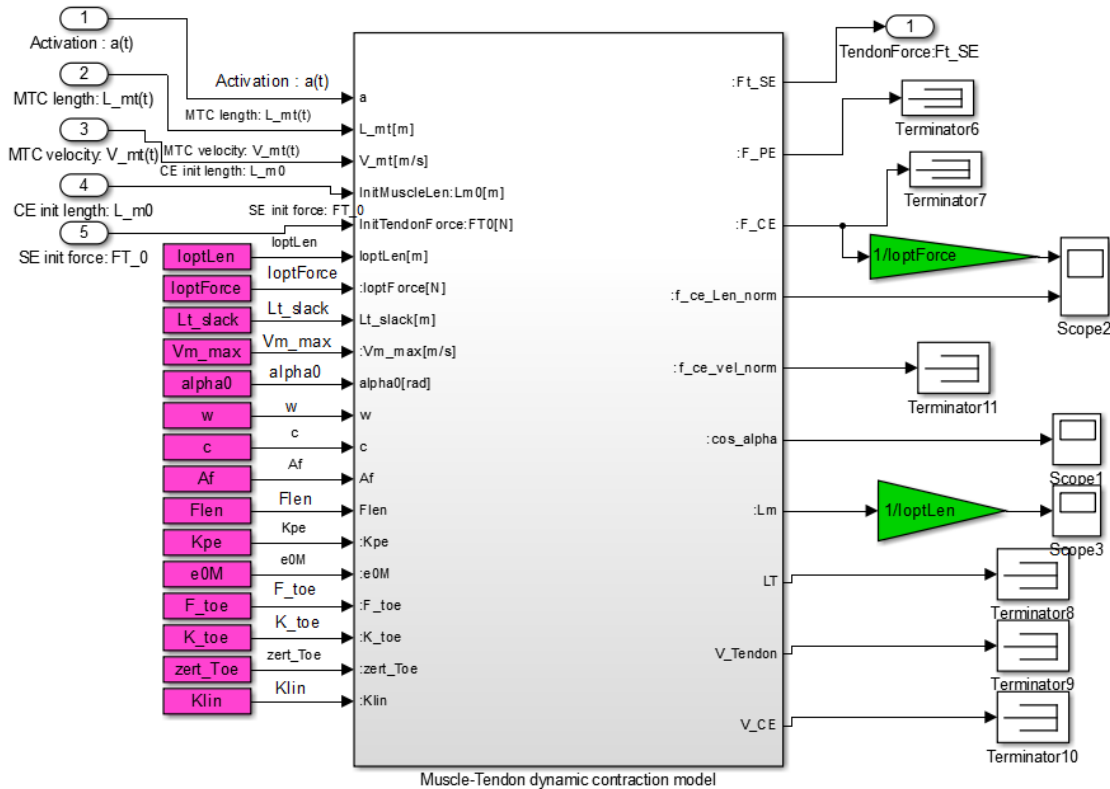 1
Activation : a(t)
2
MTC length: L_mt(t)
3
MTC velocity: V_mt(t)
4
CE init length: L_m0
5
SE init force: FT_0
Activation : a(t)
MTC length: L_mt(t)
MTC velocity: V_mt(t)
CE init length: L_m0
SE init force: FT_0
loptLen
loptForce
Lt_slack
Vm_max
alpha0
w
c
Af
Flen
Kpe
e0M
F_toe
K_toe
zert_Toe
Klin
loptLen
loptForce
Lt_slack
Vm_max
alpha0
w
c
Af
Flen
Kpe
e0M
F_toe
K_toe
zert_Toe
Klin
a
L_mt[m]
V_mt[m/s]
InitMuscleLen:Lm0[m]
InitTendonForce:FT0[N]
loptLen[m]
:loptForce[N]
Lt_slack[m]
:Vm_max[m/s]
alpha0[rad]
w
c
Af
Flen
:Kpe
:e0M
:F_toe
:K_toe
:zert_Toe
:Klin
:Ft_SE
:F_PE
:F_CE
:f_ce_Len_norm
:f_ce_vel_norm
:cos_alpha
:Lm
LT
V_Tendon
V_CE
1
TendonForce:Ft_SE
Terminator6
Terminator7
1/loptForce
Scope2
Terminator11
Scope1
1/loptLen
Scope3
Terminator8
Terminator9
Terminator10
Muscle-Tendon dynamic contraction model